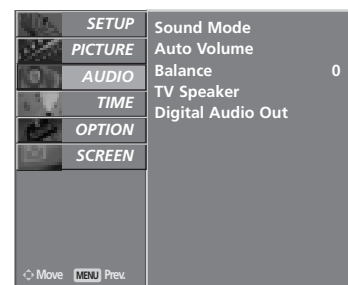 SETUP
PICTURE
AUDIO
TIME
OPTION
SCREEN
Sound Mode
Auto Volume
Balance 0
TV Speaker
Digital Audio Out
Move MENU Prev.